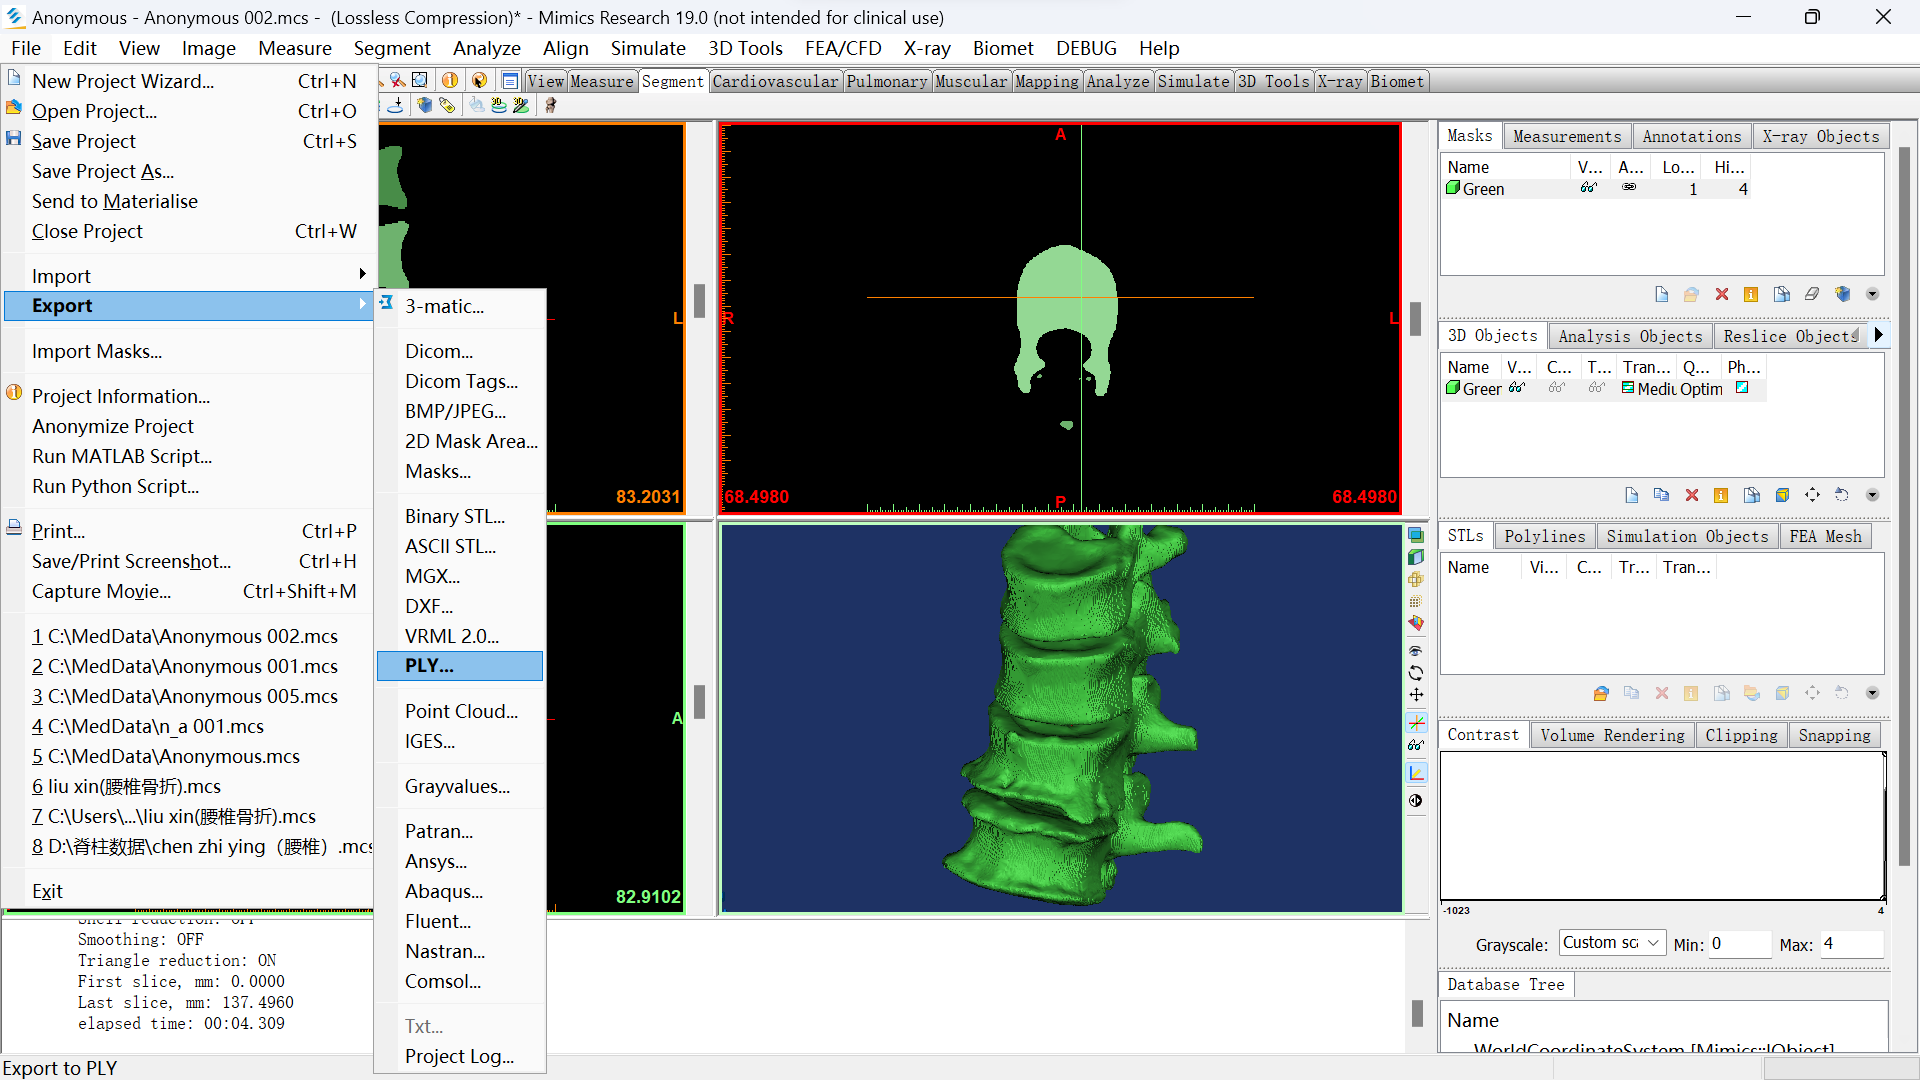 Anonymous - Anonymous 002.mcs -  (Lossless Compression)* - Mimics Research 19.0 (not intended for clinical use)
File Edit View Image Measure Segment Analyze Align Simulate 3D Tools FEA/CFD X-ray Biomet DEBUG Help
View Measure Segment Cardiovascular Pulmonary Muscular Mapping Analyze Simulate 3D Tools X-ray Biomet
New Project Wizard... Ctrl+N
Open Project... Ctrl+O
Save Project Ctrl+S
Save Project As...
Send to Materialise
Close Project Ctrl+W
Import
Export
Import Masks...
Project Information...
Anonymize Project
Run MATLAB Script...
Run Python Script...
Print... Ctrl+P
Save/Print Screenshot... Ctrl+H
Capture Movie... Ctrl+Shift+M
1 C:\MedData\Anonymous 002.mcs
2 C:\MedData\Anonymous 001.mcs
3 C:\MedData\Anonymous 005.mcs
4 C:\MedData\n_a 001.mcs
5 C:\MedData\Anonymous.mcs
6 liu xin(腰椎骨折).mcs
7 C:\Users\...\liu xin(腰椎骨折).mcs
8 D:\脊柱数据\chen zhi ying（腰椎）.mcs
Exit
3-matic...
Dicom...
Dicom Tags...
BMP/JPEG...
2D Mask Area...
Masks...
Binary STL...
ASCII STL...
MGX...
DXF...
VRML 2.0...
PLY...
Point Cloud...
IGES...
Grayvalues...
Patran...
Ansys...
Abaqus...
Fluent...
Nastran...
Comsol...
Txt...
Project Log...
L
83.2031
A
82.9102
A
R
L
68.4980
P
68.4980
Masks Measurements Annotations X-ray Objects
Name V... A... Lo... Hi...
Green 1 4
3D Objects Analysis Objects Reslice Objects
Name V... C... T... Tran... Q... Ph...
Green Mediu Optim
STLs Polylines Simulation Objects FEA Mesh
Name Vi... C... Tr... Tran...
Contrast Volume Rendering Clipping Snapping
-1023 4
Grayscale: Custom sca Min: 0 Max: 4
Database Tree
Name
WorldCoordinateSystem [Mimics::IObject]
Shell reduction: OFF
Smoothing: OFF
Triangle reduction: ON
First slice, mm: 0.0000
Last slice, mm: 137.4960
elapsed time: 00:04.309
Export to PLY